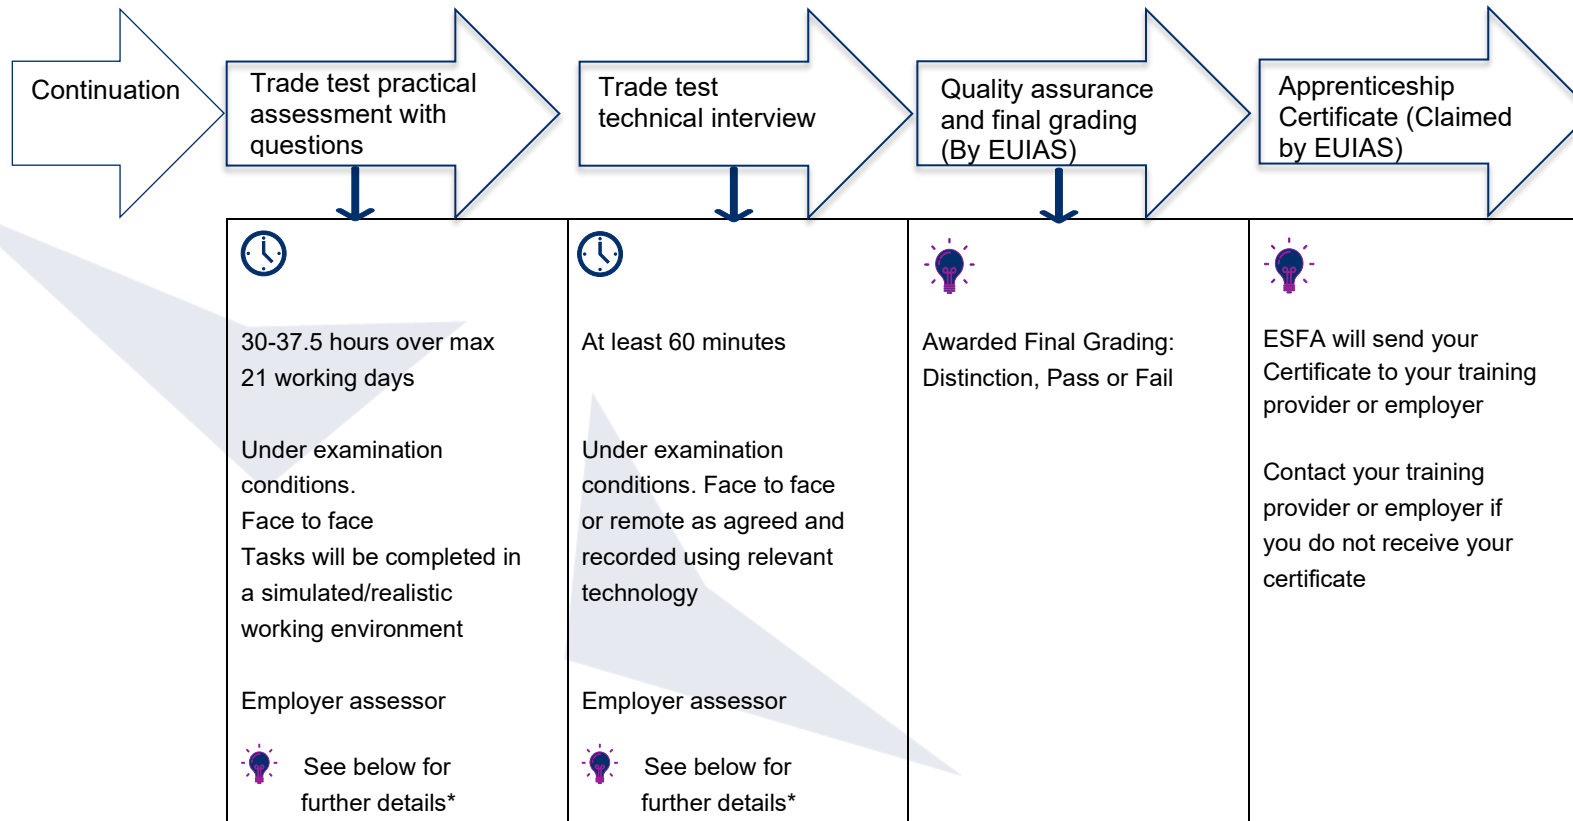 Continuation
Trade test practical
assessment with
questions
Trade test
technical interview
Quality assurance
and final grading
(By EUIAS)
Apprenticeship
Certificate (Claimed
by EUIAS)
30-37.5 hours over max
21 working days
Under examination
conditions.
Face to face
Tasks will be completed in
a simulated/realistic
working environment
Employer assessor
See below for
further details*
At least 60 minutes
Under examination
conditions. Face to face
or remote as agreed and
recorded using relevant
technology
Employer assessor
See below for
further details*
Awarded Final Grading:
Distinction, Pass or Fail
ESFA will send your
Certificate to your training
provider or employer
Contact your training
provider or employer if
you do not receive your
certificate